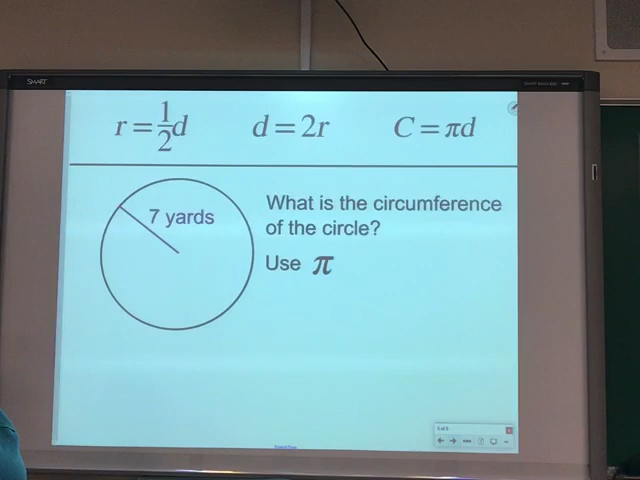 SMART
r = 1/2 d
d = 2r
C = πd
7 yards
What is the circumference
of the circle?
Use π